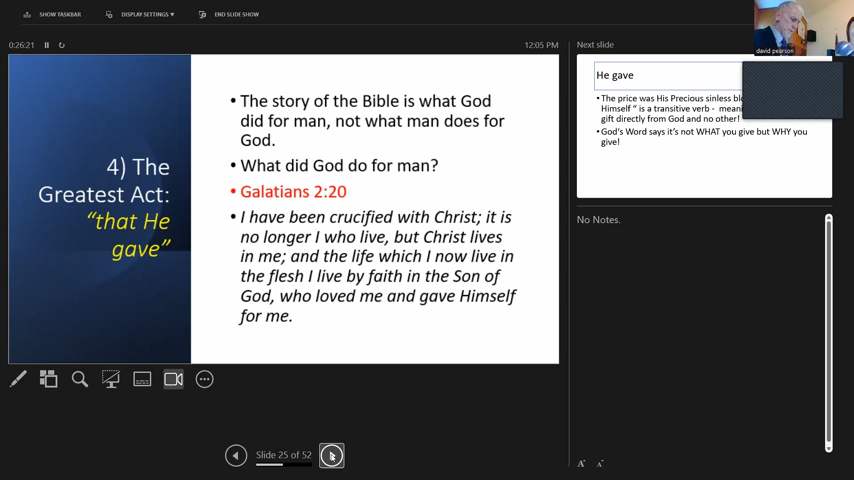 SHOW TASKBAR
DISPLAY SETTINGS ▼
END SLIDE SHOW
david pearson
0:26:21
12:05 PM
4) The
Greatest Act:
“that He
gave”
• The story of the Bible is what God
did for man, not what man does for
God.
• What did God do for man?
• Galatians 2:20
• I have been crucified with Christ; it is
no longer I who live, but Christ lives
in me; and the life which I now live in
the flesh I live by faith in the Son of
God, who loved me and gave Himself
for me.
Slide 25 of 52
Next slide
He gave
• The price was His Precious sinless
Himself “ is a transitive verb -
gift directly from God and no other!
• God's Word says it's not WHAT you give but WHY you
give!
No Notes.
A A